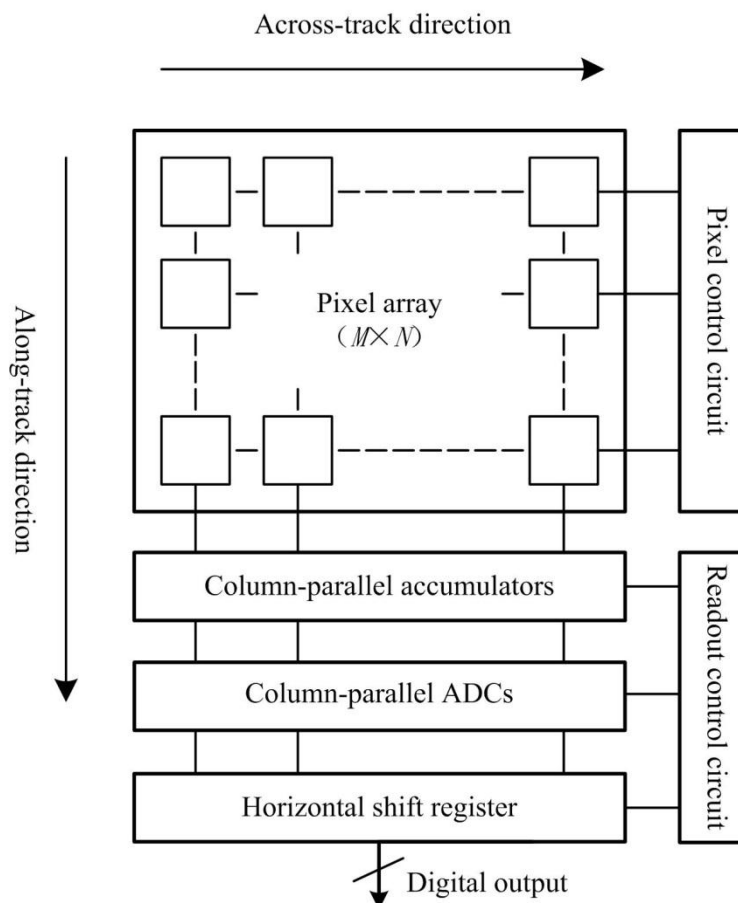 Across-track direction
Along-track direction
Pixel array
(M×N)
Pixel control circuit
Column-parallel accumulators
Column-parallel ADCs
Horizontal shift register
Readout control circuit
Digital output